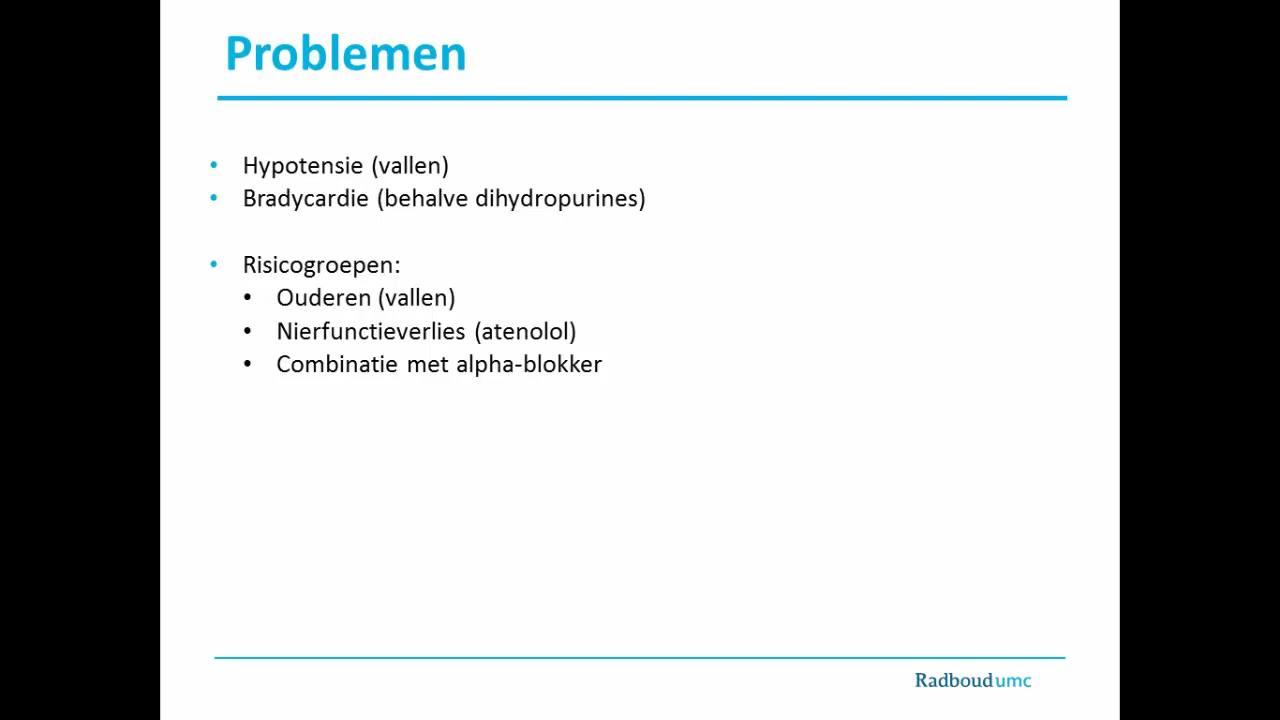 Problemen
• Hypotensie (vallen)
• Bradycardie (behalve dihydropurines)
• Risicogroepen:
• Ouderen (vallen)
• Nierfunctieverlies (atenolol)
• Combinatie met alpha-blokker
Radboudumc